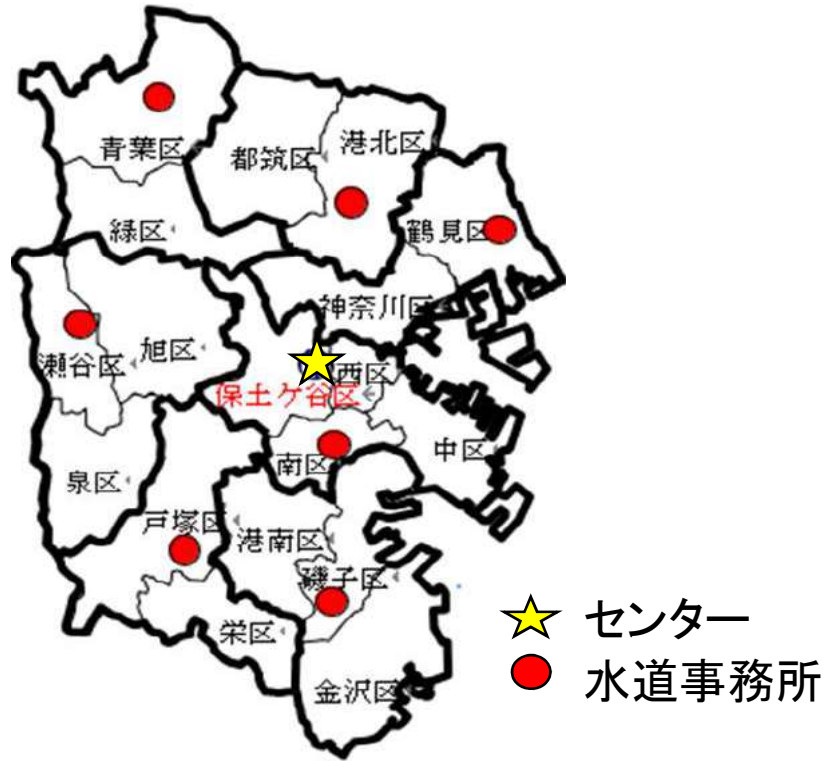 青葉区
都筑区
港北区
緑区
鶴見区
神奈川区
瀬谷区
旭区
西区
保土ケ谷区
泉区
南区
中区
戸塚区
港南区
磯子区
栄区
金沢区
センター
水道事務所